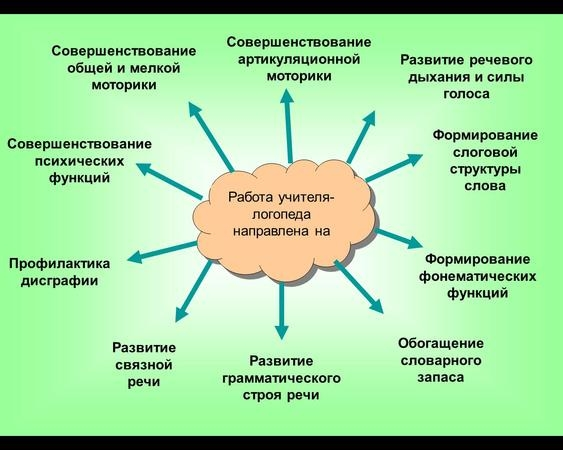 Совершенствование
общей и мелкой
моторики
Совершенствование
артикуляционной
моторики
Развитие речевого
дыхания и силы
голоса
Совершенствование
психических
функций
Формирование
слоговой
структуры
слова
Работа учителя-
логопеда
направлена на
Профилактика
дисграфии
Формирование
фонематических
функций
Развитие
связной
речи
Развитие
грамматического
строя речи
Обогащение
словарного
запаса